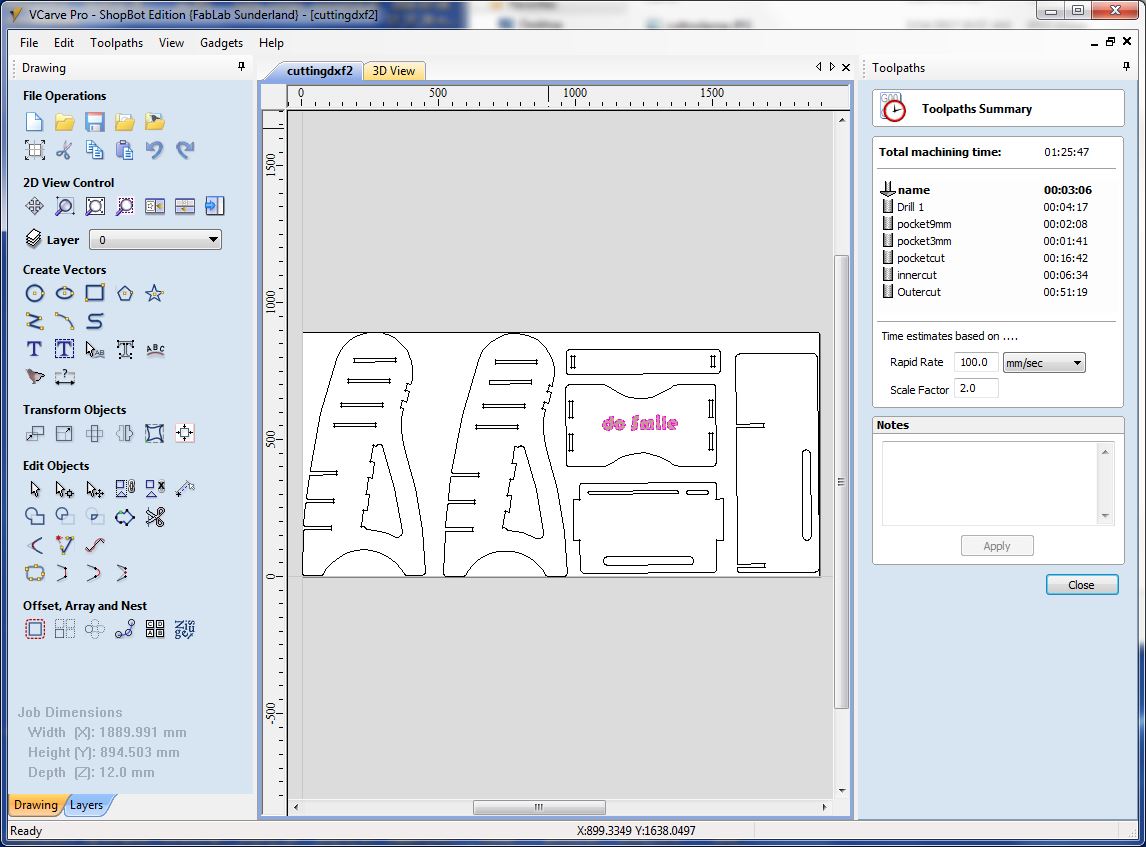 VCarve Pro - ShopBot Edition {FabLab Sunderland} - [cuttingdxf2]
File Edit Toolpaths View Gadgets Help
Drawing
File Operations
2D View Control
Layer 0
Create Vectors
Transform Objects
Edit Objects
Offset, Array and Nest
Job Dimensions
Width (X): 1889.991 mm
Height (Y): 894.503 mm
Depth (Z): 12.0 mm
Drawing Layers
cuttingdxf2 3D View
0 500 1000 1500
1500
1000
500
0
-500
do Smile
Toolpaths
Toolpaths Summary
Total machining time: 01:25:47
name 00:03:06
Drill 1 00:04:17
pocket9mm 00:02:08
pocket3mm 00:01:41
pocketcut 00:16:42
innercut 00:06:34
Outercut 00:51:19
Time estimates based on ....
Rapid Rate 100.0 mm/sec
Scale Factor 2.0
Notes
Apply
Close
Ready
X:899.3349 Y:1638.0497